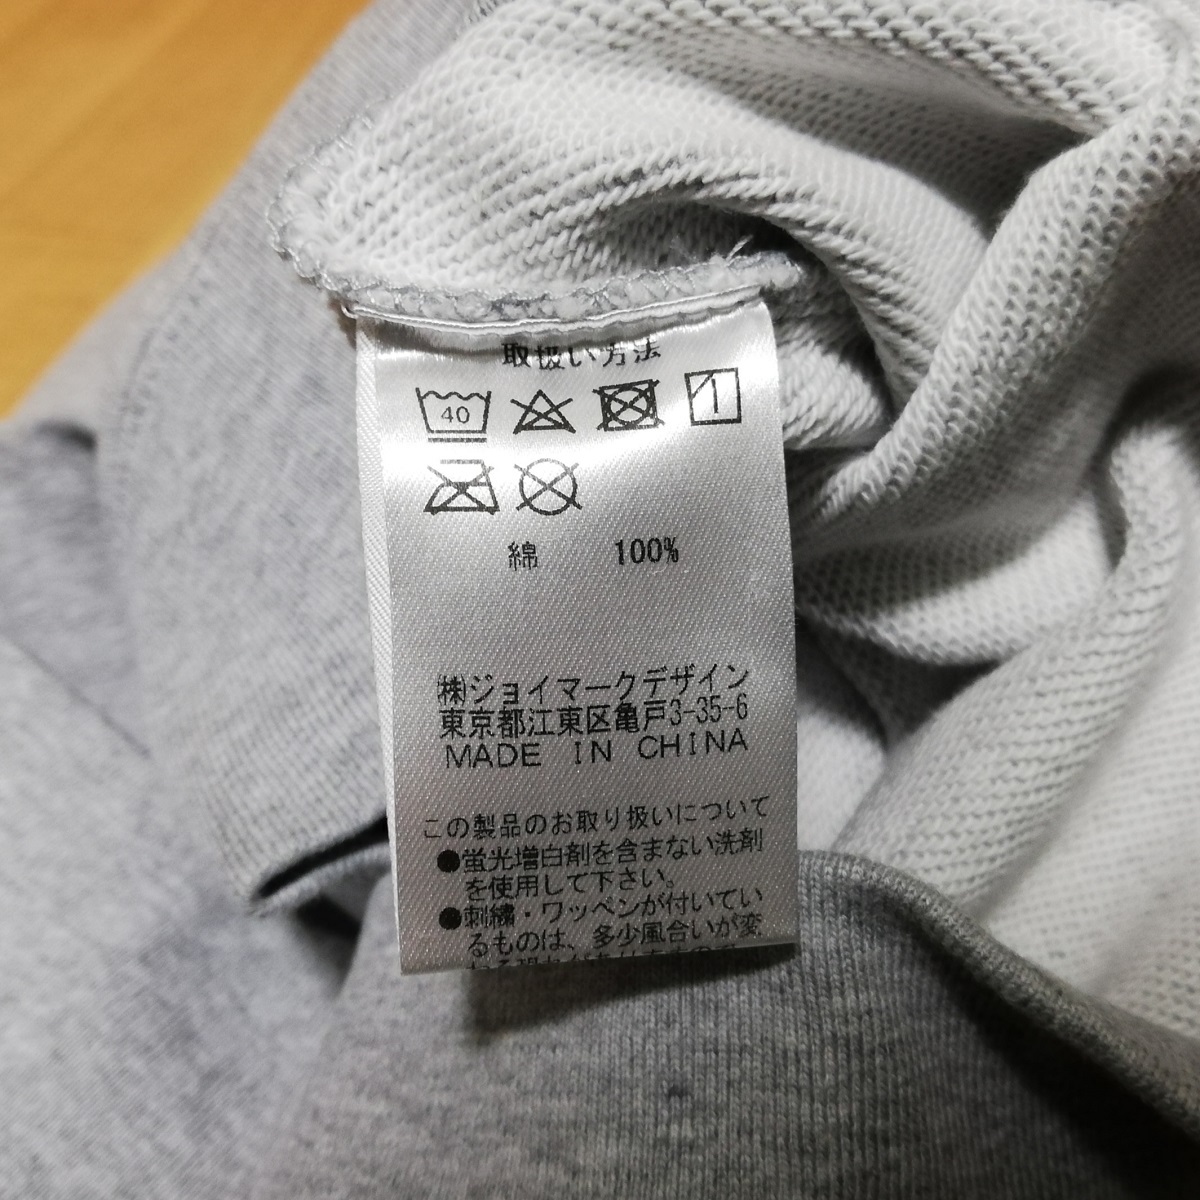 取扱い方法
40
綿 100%
㈱ジョイマークデザイン
東京都江東区亀戸3-35-6
MADE IN CHINA
この製品のお取り扱いについて
●蛍光増白剤を含まない洗剤
を使用して下さい。
●刺繍・ワッペンが付いてい
るものは、多少風合いが変